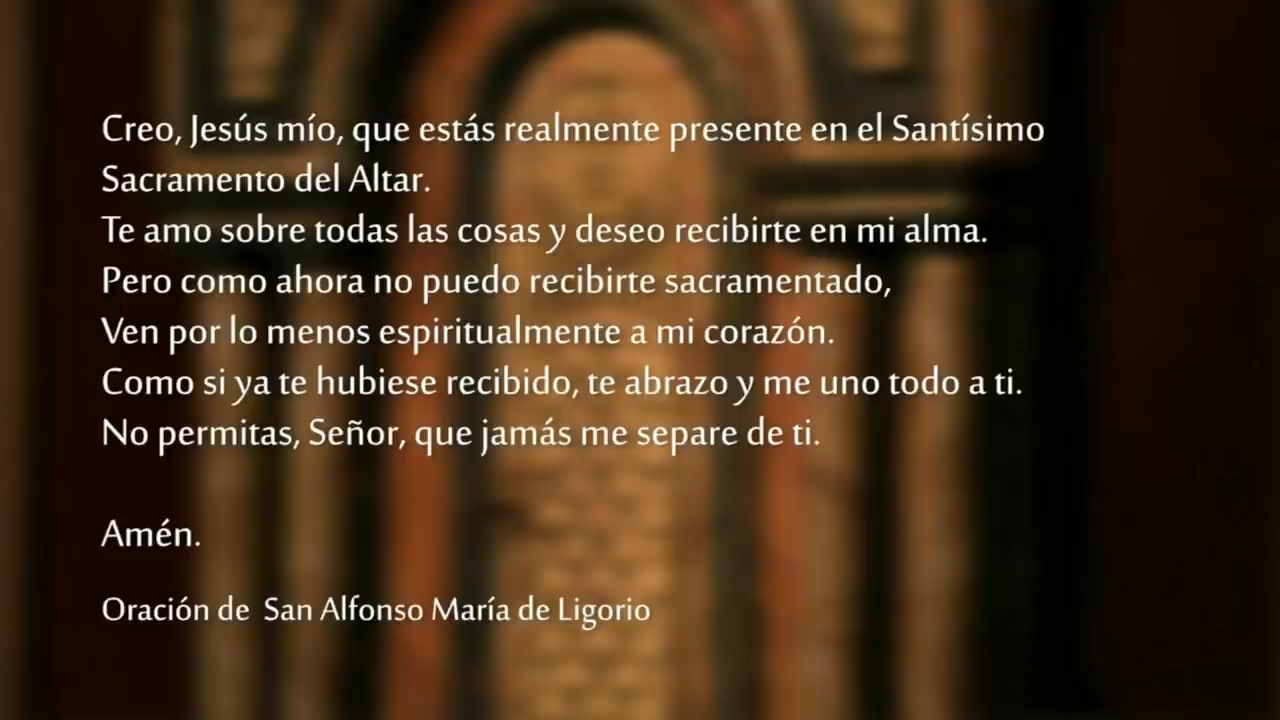 Creo, Jesús mío, que estás realmente presente en el Santísimo
Sacramento del Altar.
Te amo sobre todas las cosas y deseo recibirte en mi alma.
Pero como ahora no puedo recibirte sacramentado,
Ven por lo menos espiritualmente a mi corazón.
Como si ya te hubiese recibido, te abrazo y me uno todo a ti.
No permitas, Señor, que jamás me separe de ti.
Amén.
Oración de  San Alfonso María de Ligorio